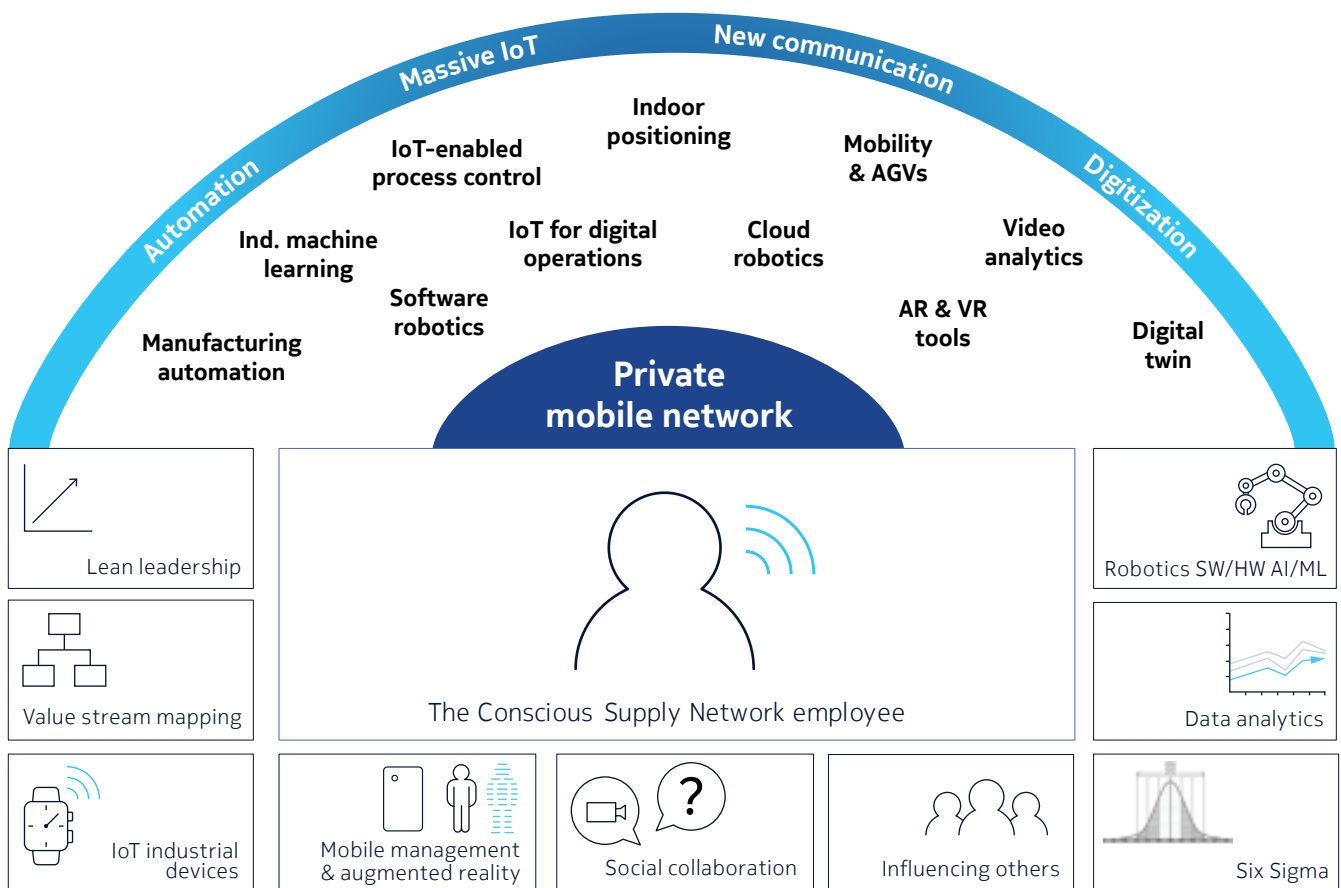 Automation
Massive IoT
New communication
Digitization
Indoor
positioning
IoT-enabled
process control
Mobility
& AGVs
Ind. machine
learning
IoT for digital
operations
Cloud
robotics
Video
analytics
Software
robotics
AR & VR
tools
Manufacturing
automation
Digital
twin
Private
mobile network
Lean leadership
Value stream mapping
The Conscious Supply Network employee
Robotics SW/HW AI/ML
Data analytics
IoT industrial
devices
Mobile management
& augmented reality
?
Social collaboration
Influencing others
Six Sigma